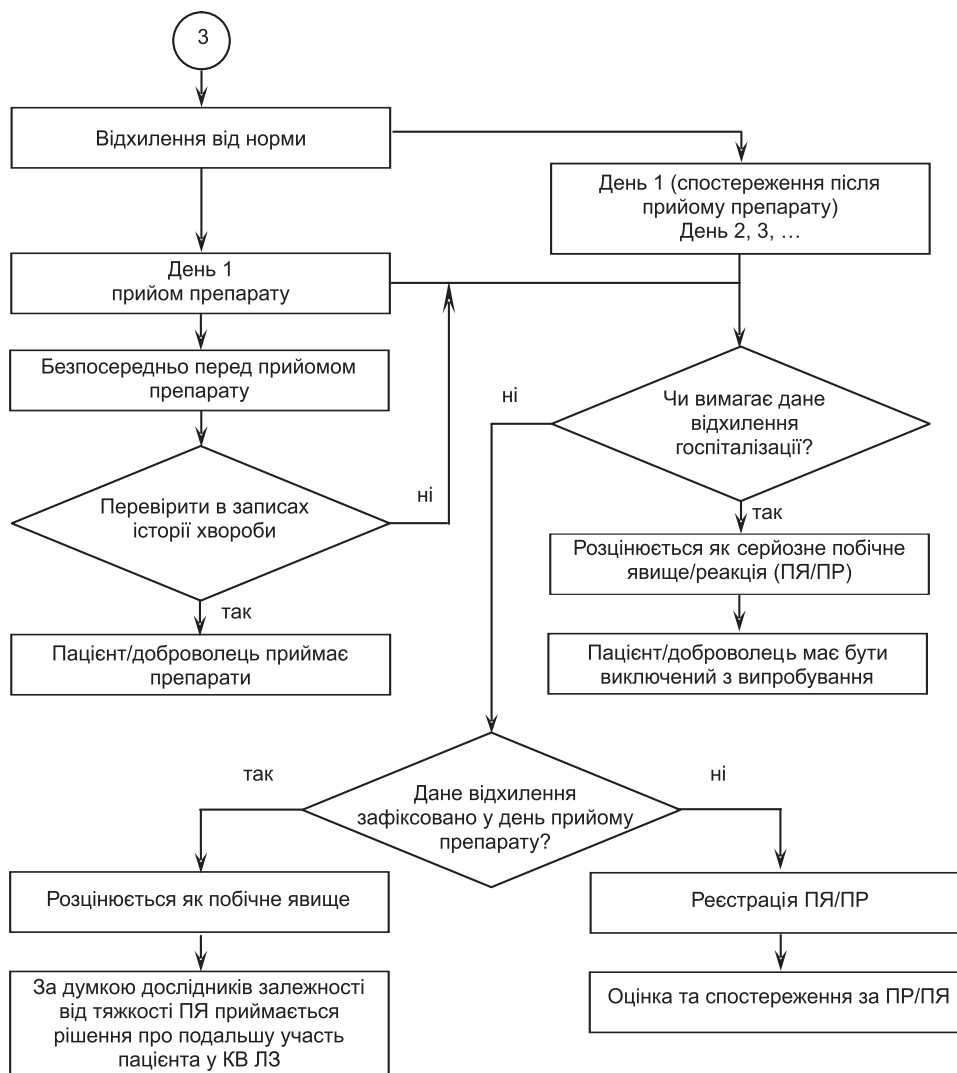 3
Відхилення від норми
День 1 (спостереження після
прийому препарату)
День 2, 3, ...
День 1
прийом препарату
Безпосередньо перед прийомом
препарату
ні
Чи вимагає дане
відхилення
госпіталізації?
Перевірити в записах
історії хвороби
ні
так
Розцінюється як серйозне побічне
явище/реакція (ПЯ/ПР)
так
Пацієнт/доброволець приймає
препарати
Пацієнт/доброволець має бути
виключений з випробування
так
ні
Дане відхилення
зафіксовано у день прийому
препарату?
Розцінюється як побічне явище
Реєстрація ПЯ/ПР
За думкою дослідників залежності
від тяжкості ПЯ приймається
рішення про подальшу участь
пацієнта у КВ ЛЗ
Оцінка та спостереження за ПР/ПЯ